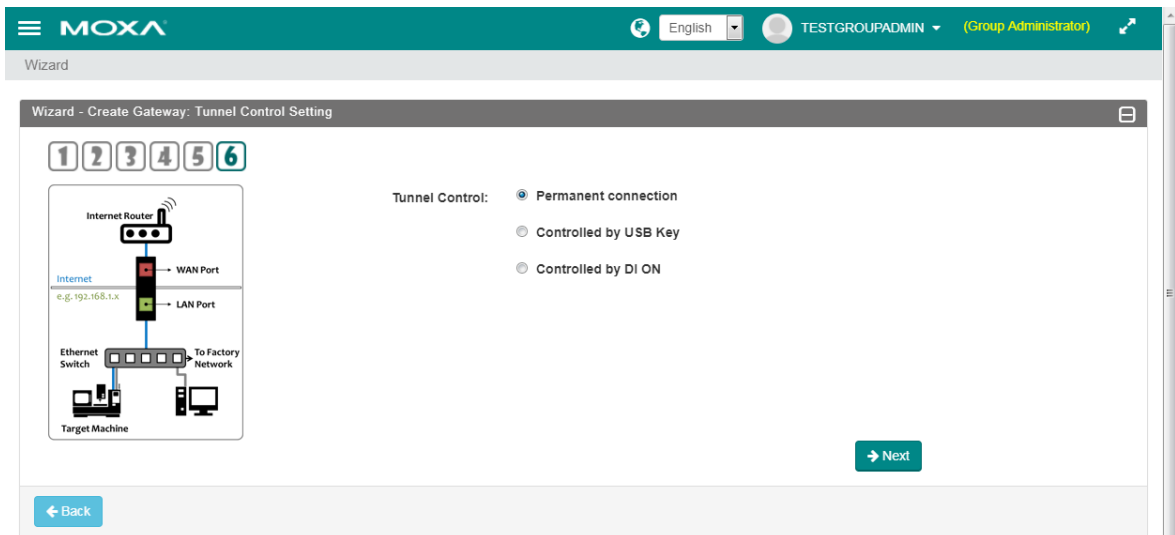 MOXA
English
TESTGROUPADMIN
(Group Administrator)
Wizard
Wizard - Create Gateway: Tunnel Control Setting
1 2 3 4 5 6
Internet Router
WAN Port
Internet
e.g. 192.168.1.x
LAN Port
Ethernet
Switch
To Factory
Network
Target Machine
Tunnel Control:
Permanent connection
Controlled by USB Key
Controlled by DI ON
Next
Back